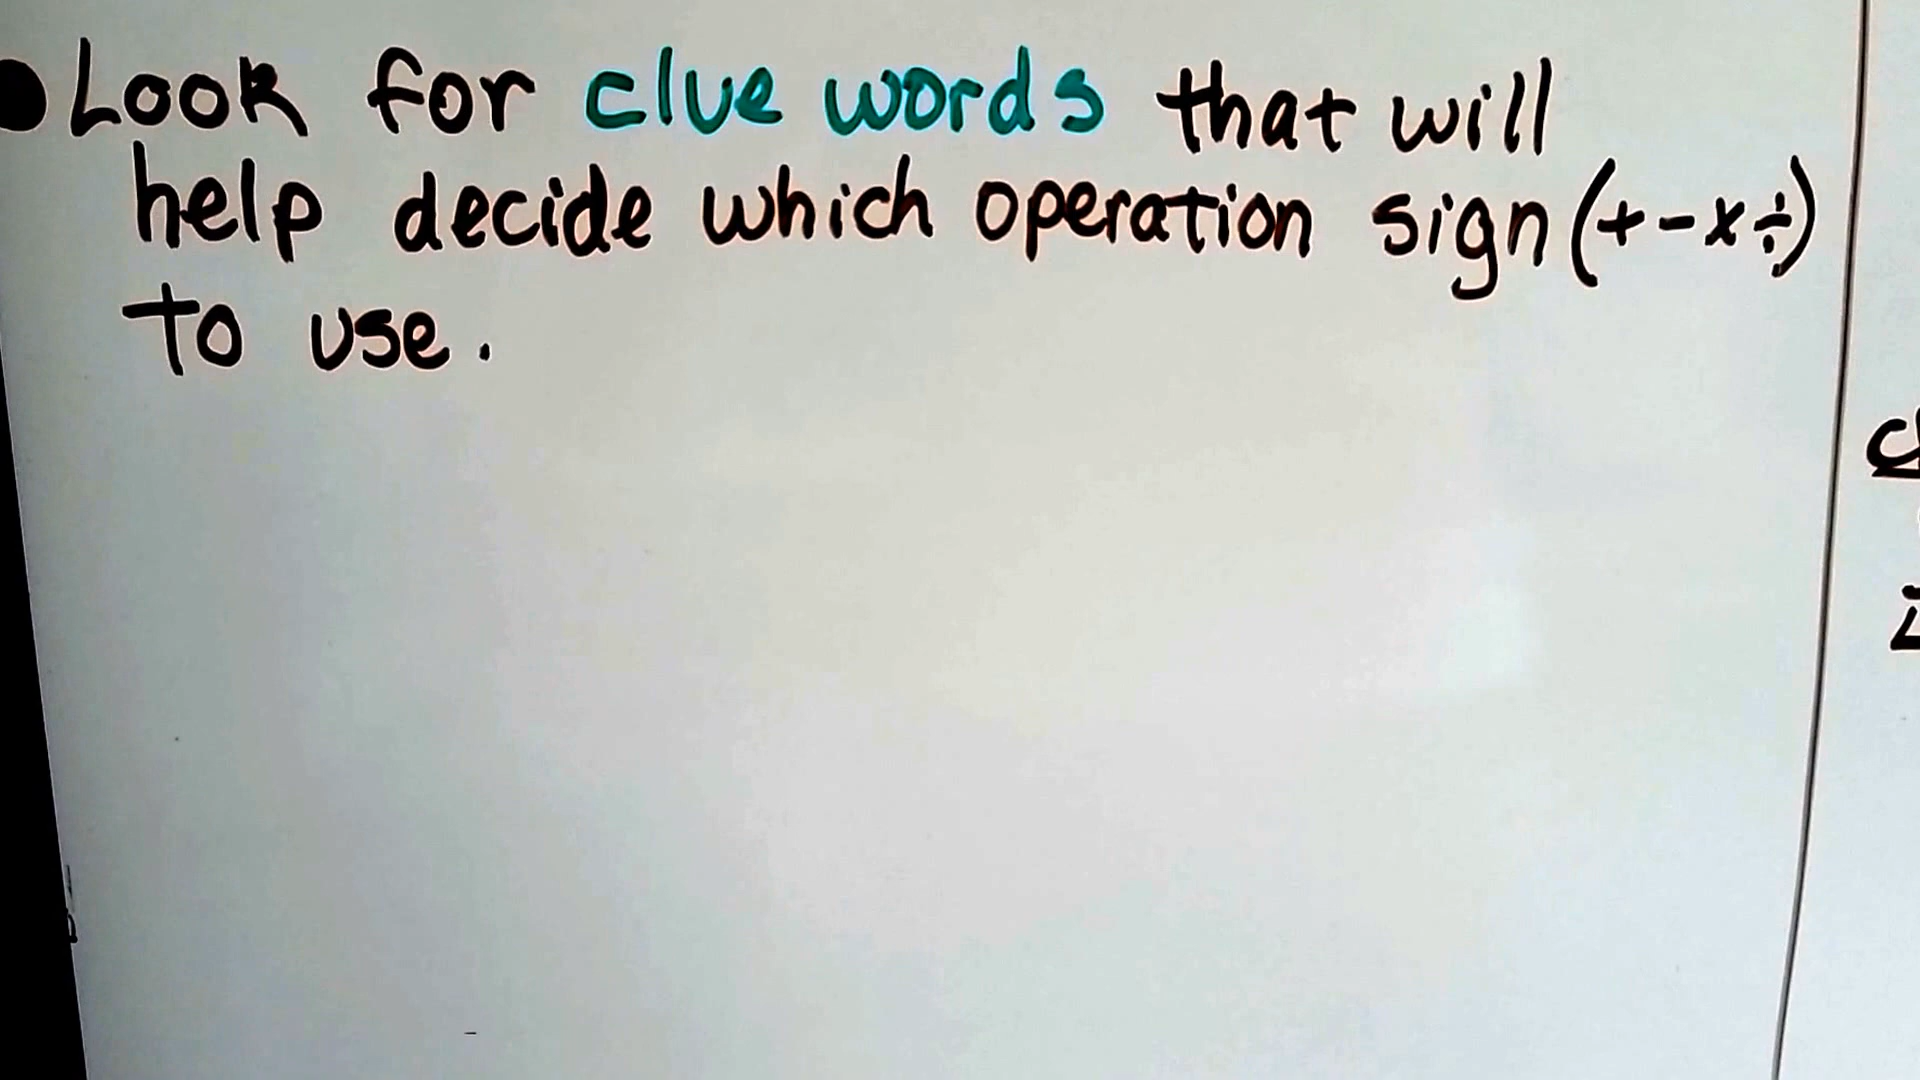 ● Look for clue words that will
help decide which operation sign (+ - x ÷)
to use.